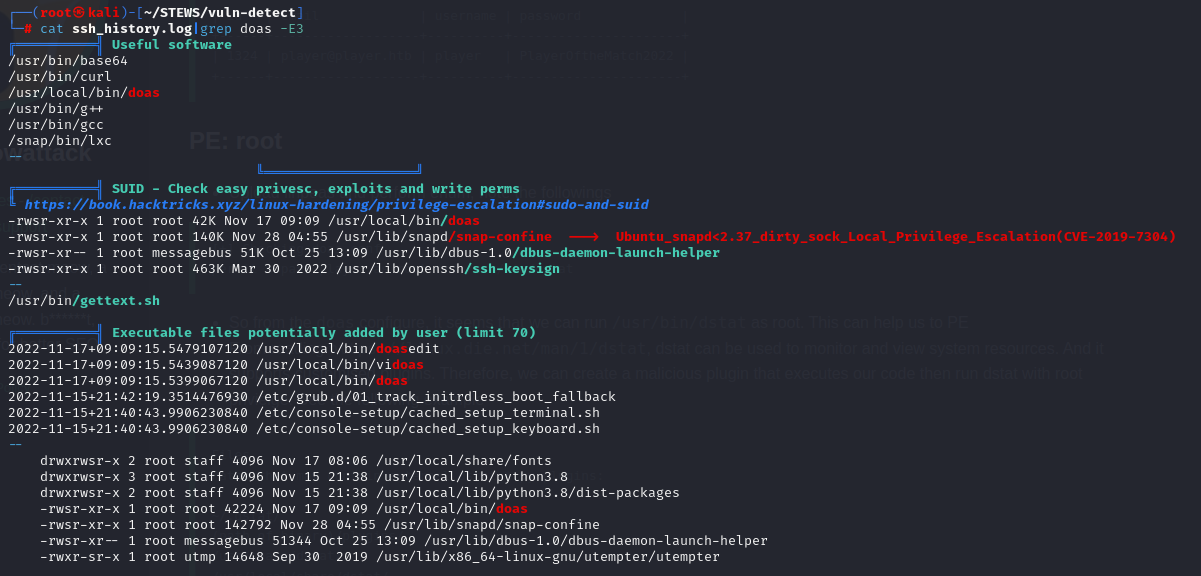 ┌──(root㉿kali)-[~/STEWS/vuln-detect]
└─# cat ssh_history.log|grep doas -E3
╔══════════╣ Useful software
/usr/bin/base64
/usr/bin/curl
/usr/local/bin/doas
/usr/bin/g++
/usr/bin/gcc
/snap/bin/lxc
--
PE: root
╚════════════════════╝
╔══════════╣ SUID - Check easy privesc, exploits and write perms
╚ https://book.hacktricks.xyz/linux-hardening/privilege-escalation#sudo-and-suid
-rwsr-xr-x 1 root root 42K Nov 17 09:09 /usr/local/bin/doas
-rwsr-xr-x 1 root root 140K Nov 28 04:55 /usr/lib/snapd/snap-confine  --->  Ubuntu_snapd<2.37_dirty_sock_Local_Privilege_Escalation(CVE-2019-7304)
-rwsr-xr-- 1 root messagebus 51K Oct 25 13:09 /usr/lib/dbus-1.0/dbus-daemon-launch-helper
-rwsr-xr-x 1 root root 463K Mar 30  2022 /usr/lib/openssh/ssh-keysign
--
/usr/bin/gettext.sh
╔══════════╣ Executable files potentially added by user (limit 70)
2022-11-17+09:09:15.5479107120 /usr/local/bin/doasedit
2022-11-17+09:09:15.5439087120 /usr/local/bin/vidoas
2022-11-17+09:09:15.5399067120 /usr/local/bin/doas
2022-11-15+21:42:19.3514476930 /etc/grub.d/01_track_initrdless_boot_fallback
2022-11-15+21:40:43.9906230840 /etc/console-setup/cached_setup_terminal.sh
2022-11-15+21:40:43.9906230840 /etc/console-setup/cached_setup_keyboard.sh
--
    drwxrwsr-x 2 root staff 4096 Nov 17 08:06 /usr/local/share/fonts
    drwxrwsr-x 3 root staff 4096 Nov 15 21:38 /usr/local/lib/python3.8
    drwxrwsr-x 2 root staff 4096 Nov 15 21:38 /usr/local/lib/python3.8/dist-packages
    -rwsr-xr-x 1 root root 42224 Nov 17 09:09 /usr/local/bin/doas
    -rwsr-xr-x 1 root root 142792 Nov 28 04:55 /usr/lib/snapd/snap-confine
    -rwsr-xr-- 1 root messagebus 51344 Oct 25 13:09 /usr/lib/dbus-1.0/dbus-daemon-launch-helper
    -rwxr-sr-x 1 root utmp 14648 Sep 30  2019 /usr/lib/x86_64-linux-gnu/utempter/utempter